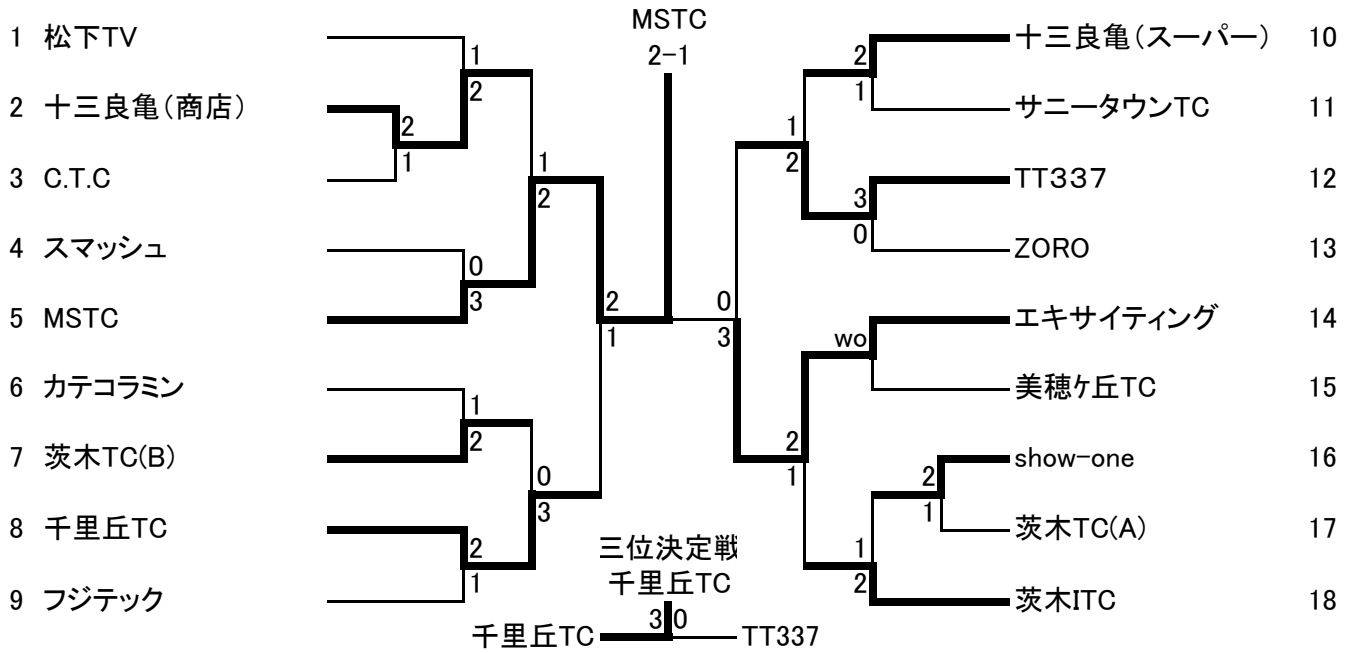 MSTC
2-1
1 松下TV
1
2
2 十三良亀（商店）
2
1
3 C.T.C
1
2
4 スマッシュ
0
3
5 MSTC
2
1
6 カテコラミン
1
2
7 茨木TC(B)
0
3
8 千里丘TC
2
1
9 フジテック
十三良亀（スーパー） 10
2
1
サニータウンTC 11
1
2
TT337 12
3
0
ZORO 13
0
3
エキサイティング 14
wo
美穂ケ丘TC 15
2
1
show-one 16
2
1
茨木TC(A) 17
1
2
茨木ITC 18
三位決定戦
千里丘TC
3 0
千里丘TC TT337